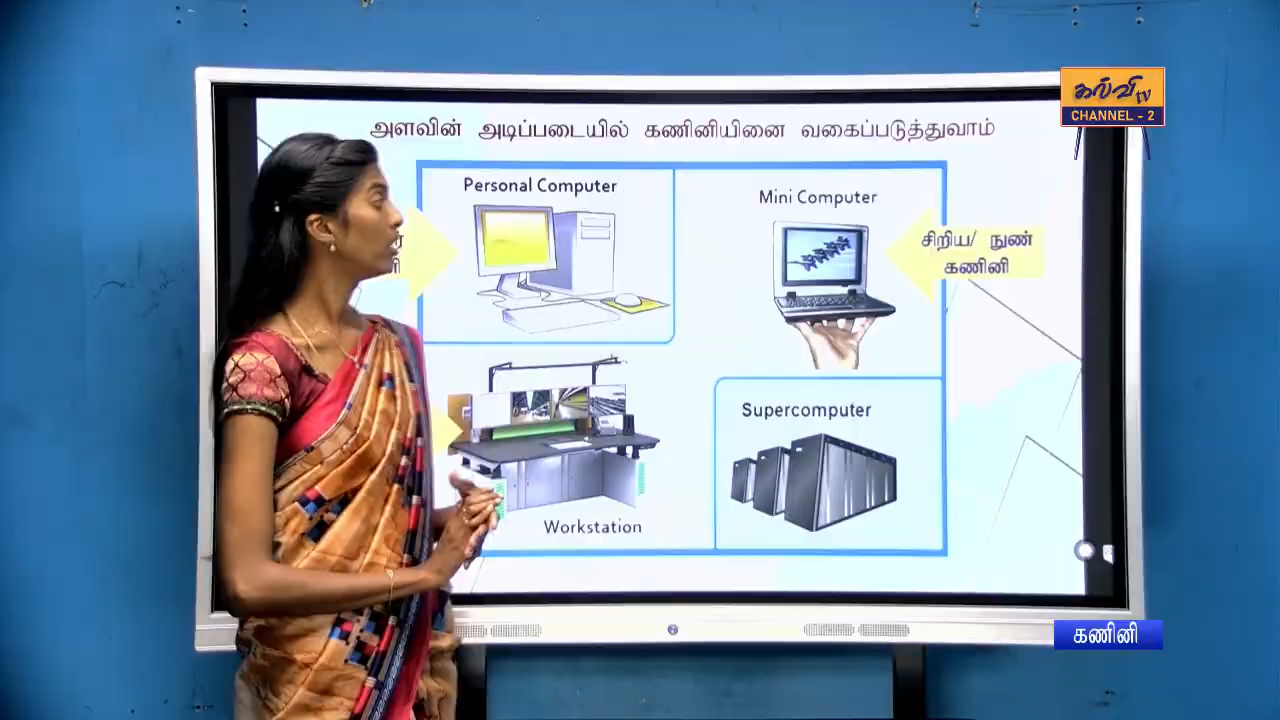 கல்வி TV
CHANNEL - 2
அளவின் அடிப்படையில் கணினியினை வகைப்படுத்துவாம்
Personal Computer
Mini Computer
சிறிய/ நுண்
கணினி
Supercomputer
Workstation
கணினி